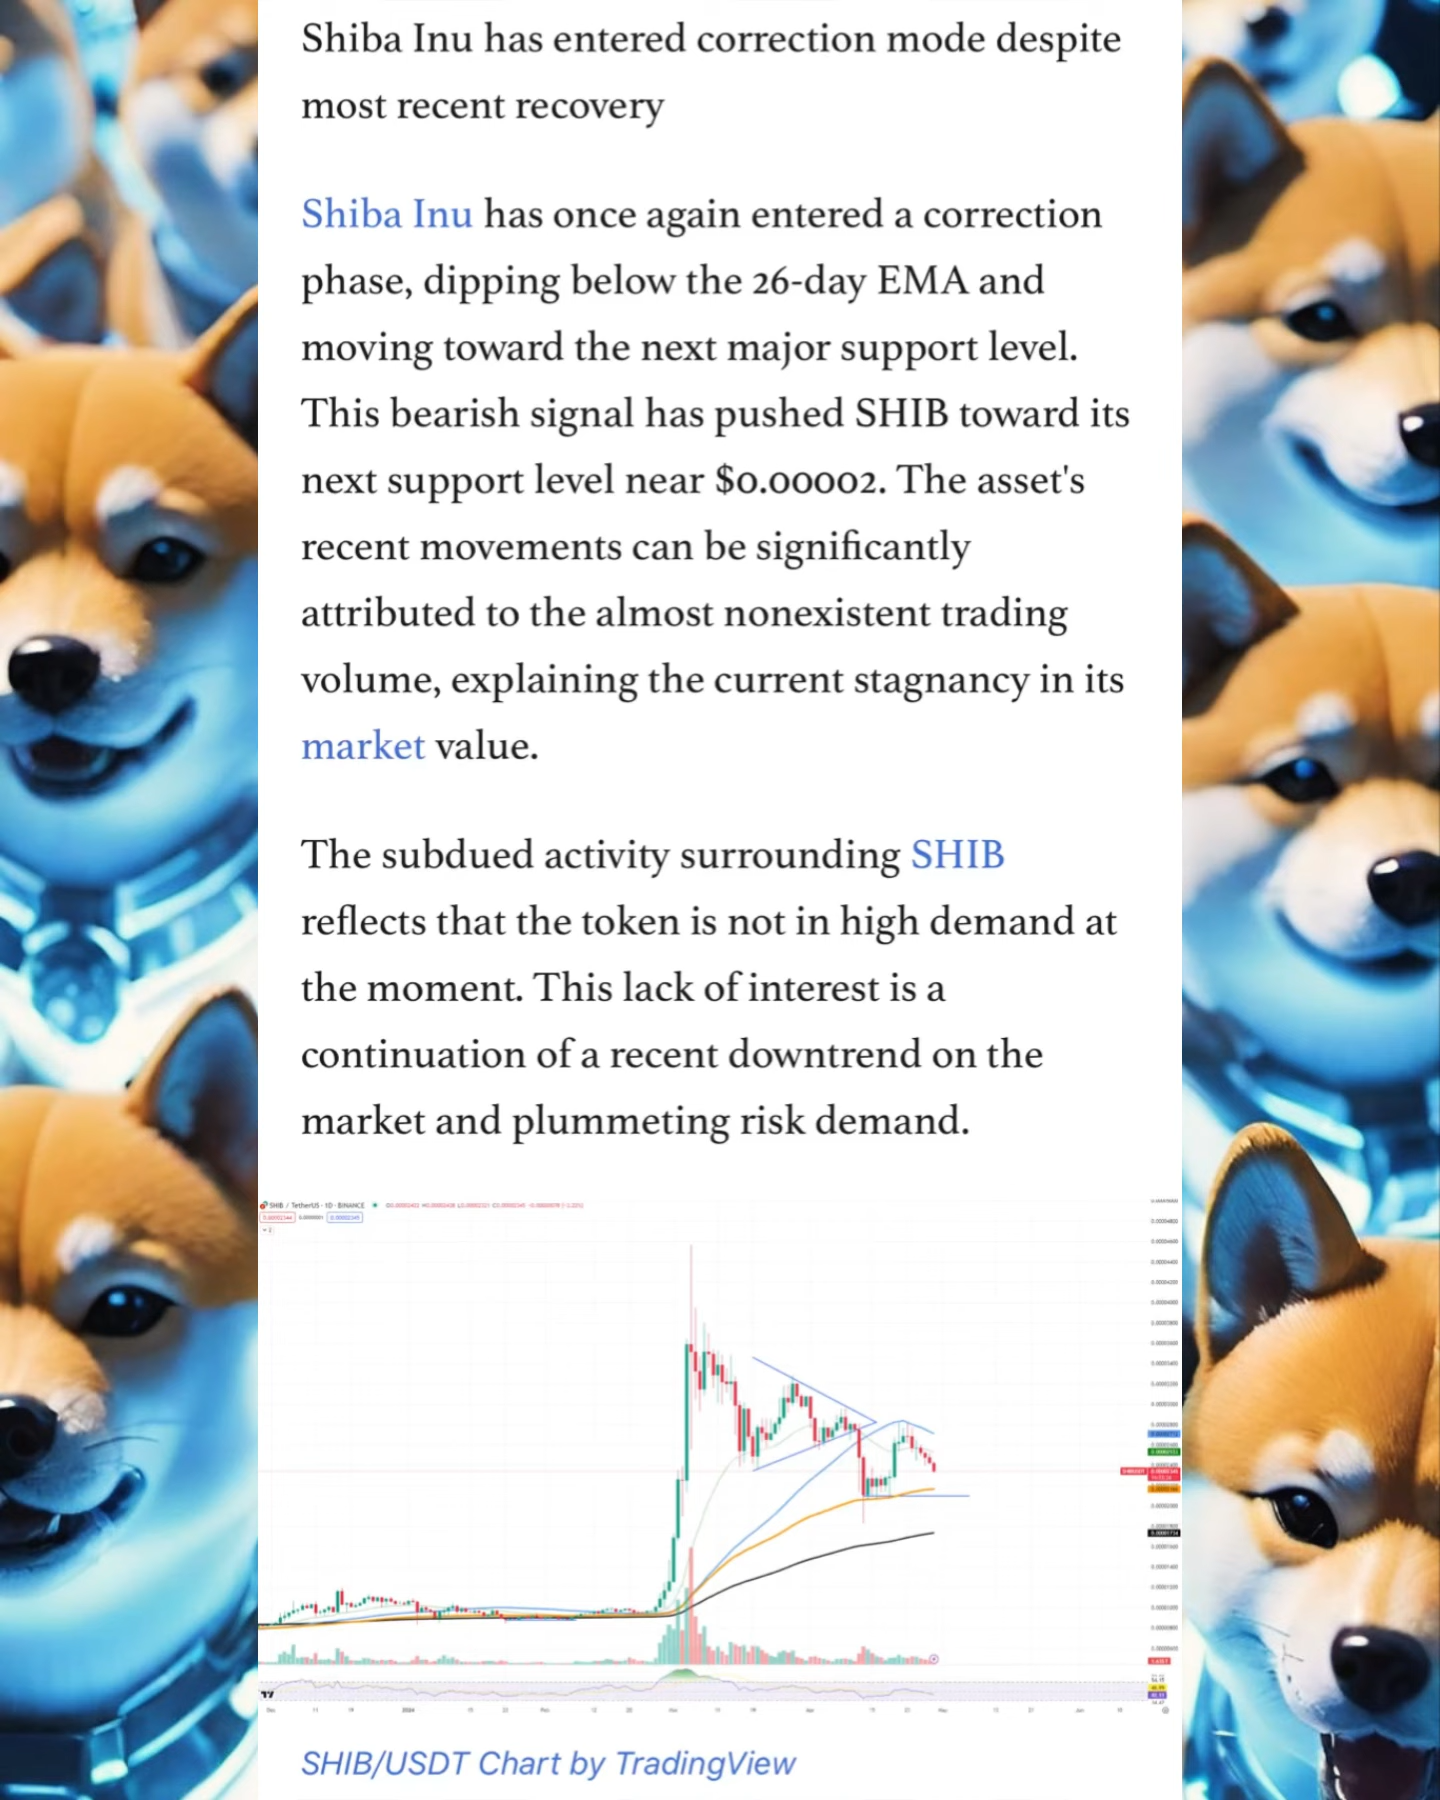 Shiba Inu has entered correction mode despite
most recent recovery
Shiba Inu has once again entered a correction
phase, dipping below the 26-day EMA and
moving toward the next major support level.
This bearish signal has pushed SHIB toward its
next support level near $0.00002. The asset's
recent movements can be significantly
attributed to the almost nonexistent trading
volume, explaining the current stagnancy in its
market value.
The subdued activity surrounding SHIB
reflects that the token is not in high demand at
the moment. This lack of interest is a
continuation of a recent downtrend on the
market and plummeting risk demand.
SHIB / TetherUS · 1D · BINANCE
2024
SHIB/USDT Chart by TradingView